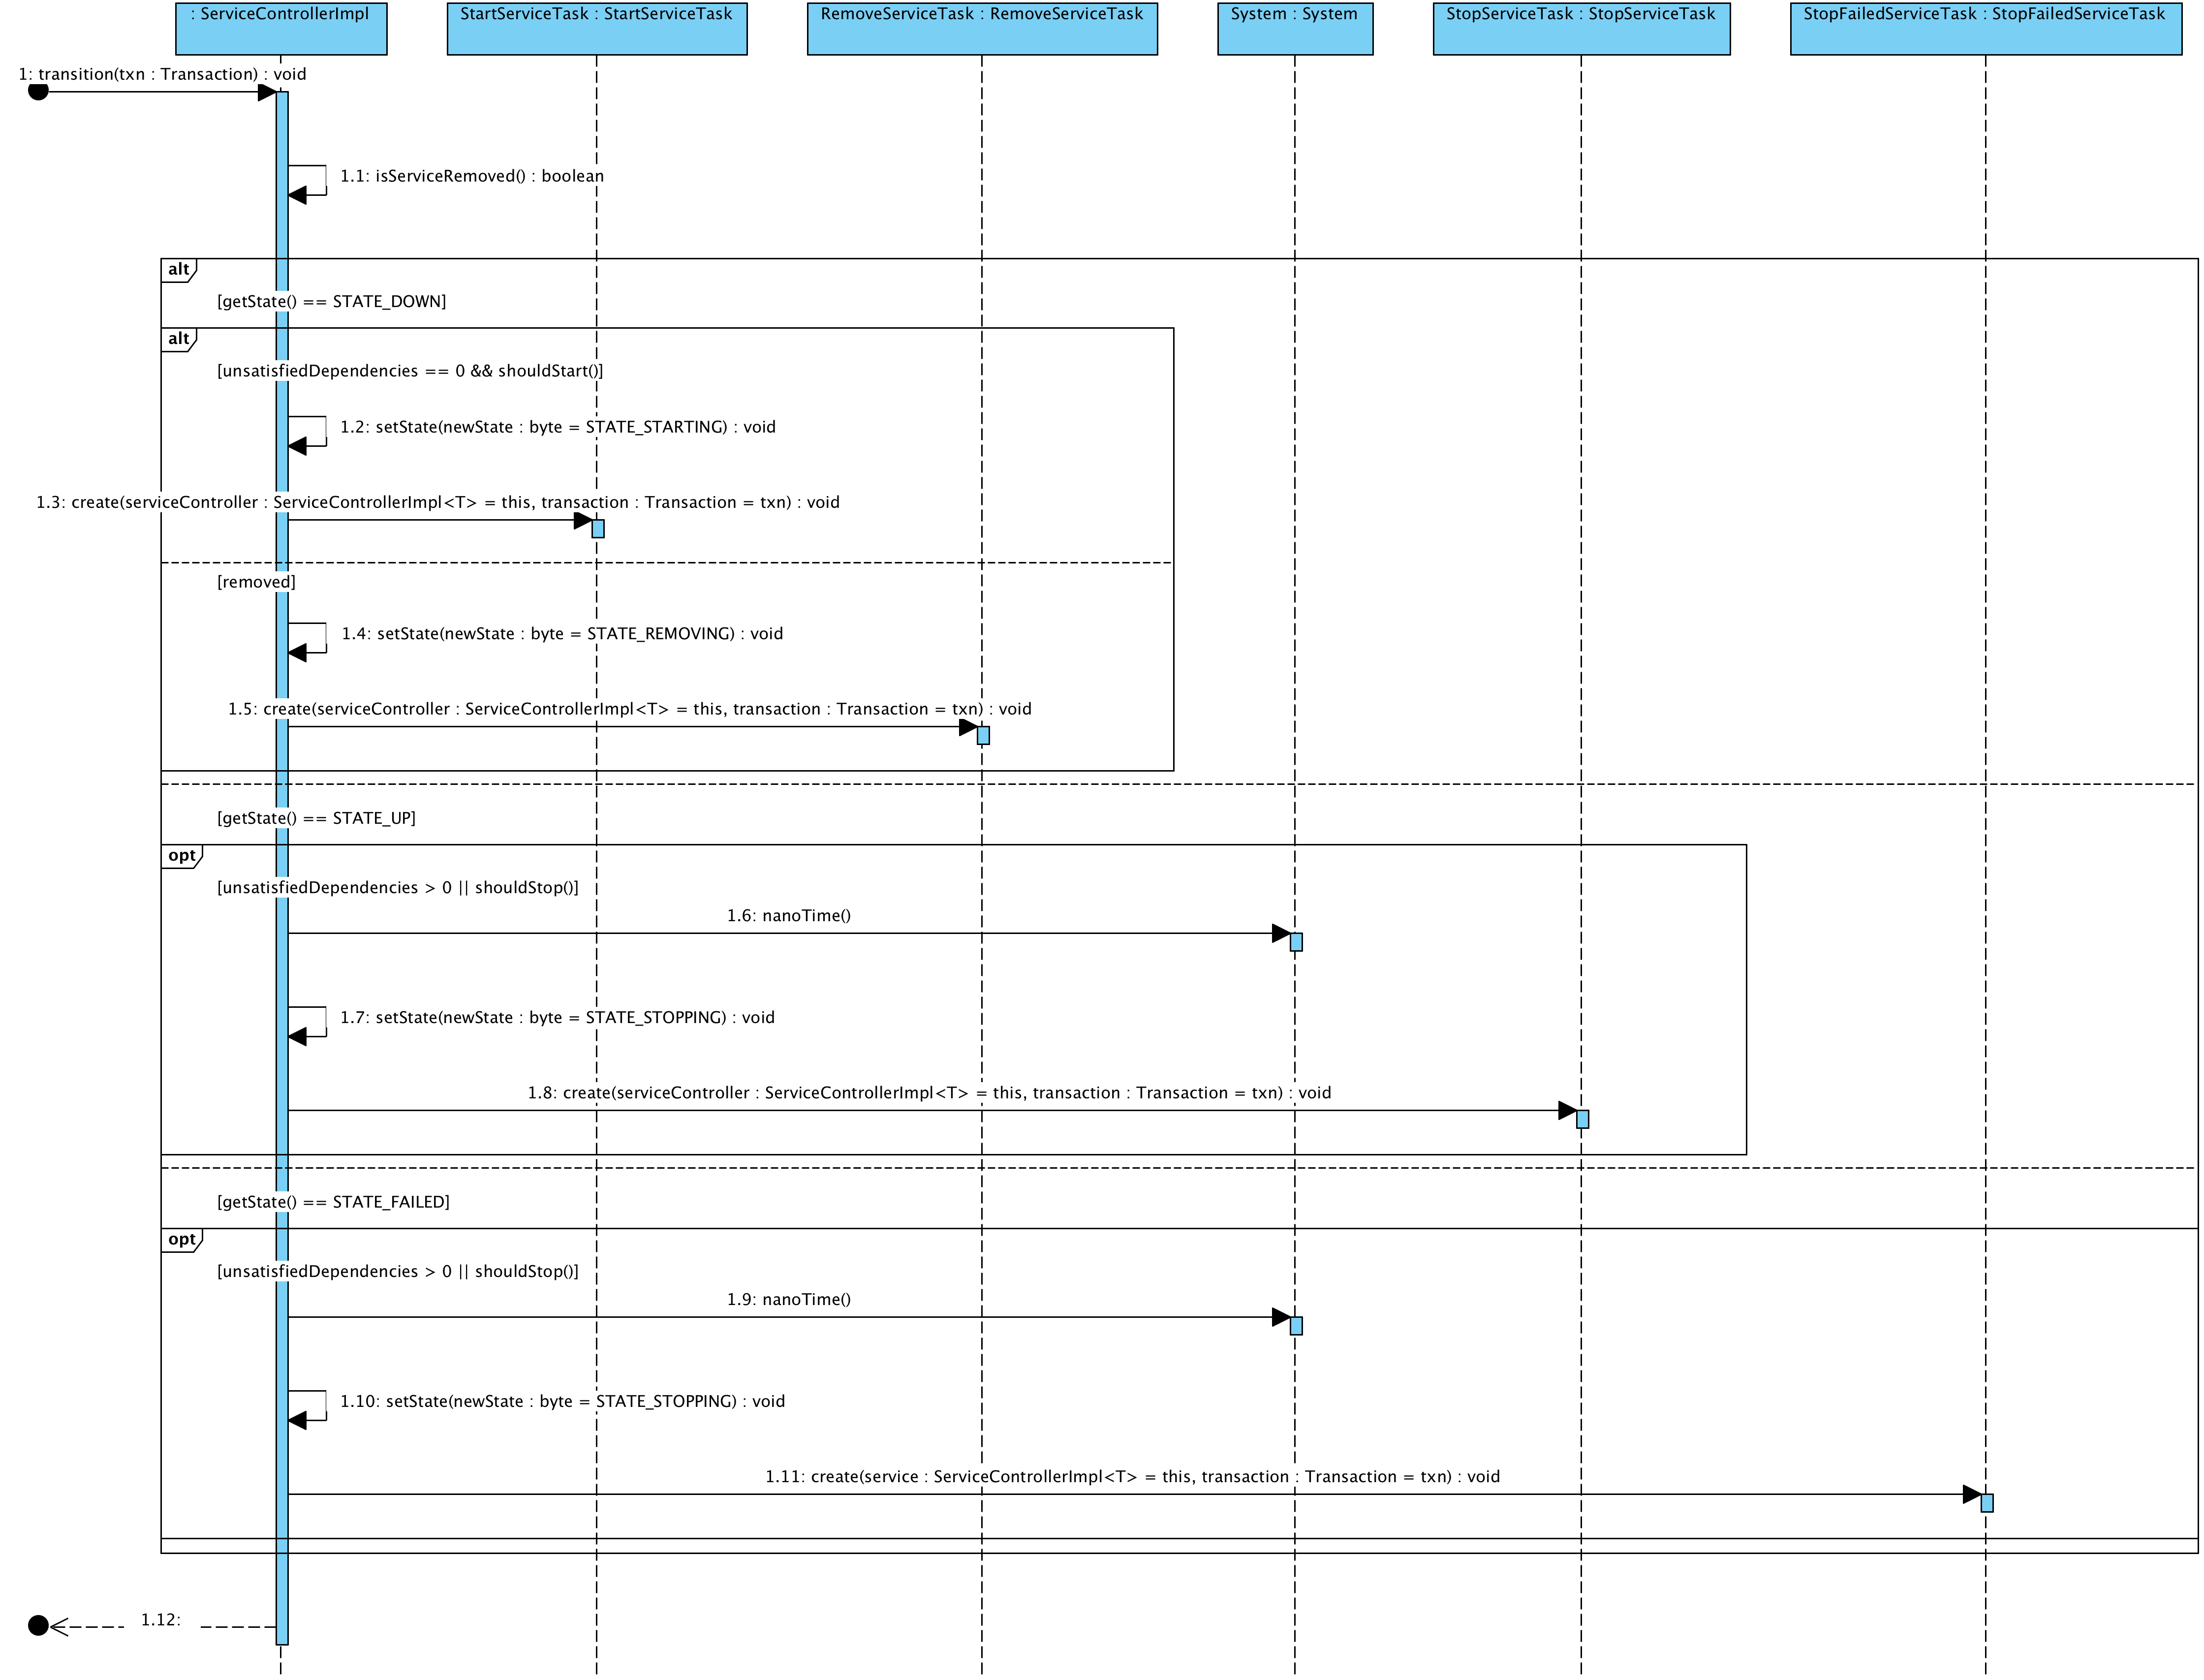 : ServiceControllerImpl
StartServiceTask : StartServiceTask
RemoveServiceTask : RemoveServiceTask
System : System
StopServiceTask : StopServiceTask
StopFailedServiceTask : StopFailedServiceTask
1: transition(txn : Transaction) : void
1.1: isServiceRemoved() : boolean
alt
[getState() == STATE_DOWN]
alt
[unsatisfiedDependencies == 0 && shouldStart()]
1.2: setState(newState : byte = STATE_STARTING) : void
1.3: create(serviceController : ServiceControllerImpl<T> = this, transaction : Transaction = txn) : void
[removed]
1.4: setState(newState : byte = STATE_REMOVING) : void
1.5: create(serviceController : ServiceControllerImpl<T> = this, transaction : Transaction = txn) : void
[getState() == STATE_UP]
opt
[unsatisfiedDependencies > 0 || shouldStop()]
1.6: nanoTime()
1.7: setState(newState : byte = STATE_STOPPING) : void
1.8: create(serviceController : ServiceControllerImpl<T> = this, transaction : Transaction = txn) : void
[getState() == STATE_FAILED]
opt
[unsatisfiedDependencies > 0 || shouldStop()]
1.9: nanoTime()
1.10: setState(newState : byte = STATE_STOPPING) : void
1.11: create(service : ServiceControllerImpl<T> = this, transaction : Transaction = txn) : void
1.12: